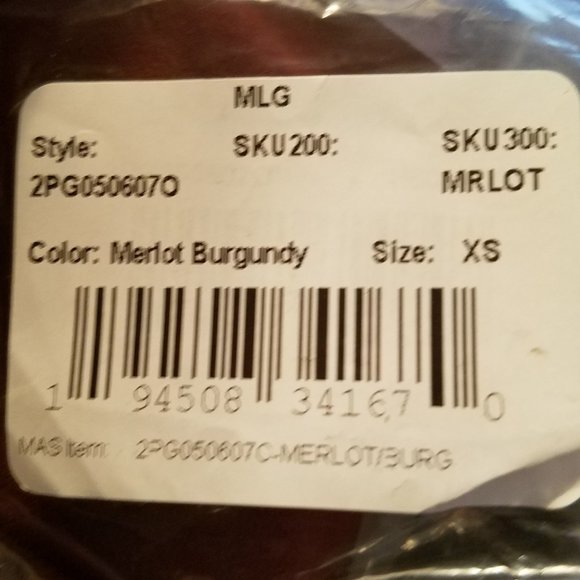 MLG
Style: SKU200: SKU300:
2PG050607O MRLOT
Color: Merlot Burgundy Size: XS
1 94508 34167 0
MAS Item: 2PG050607O-MERLOT/BURG